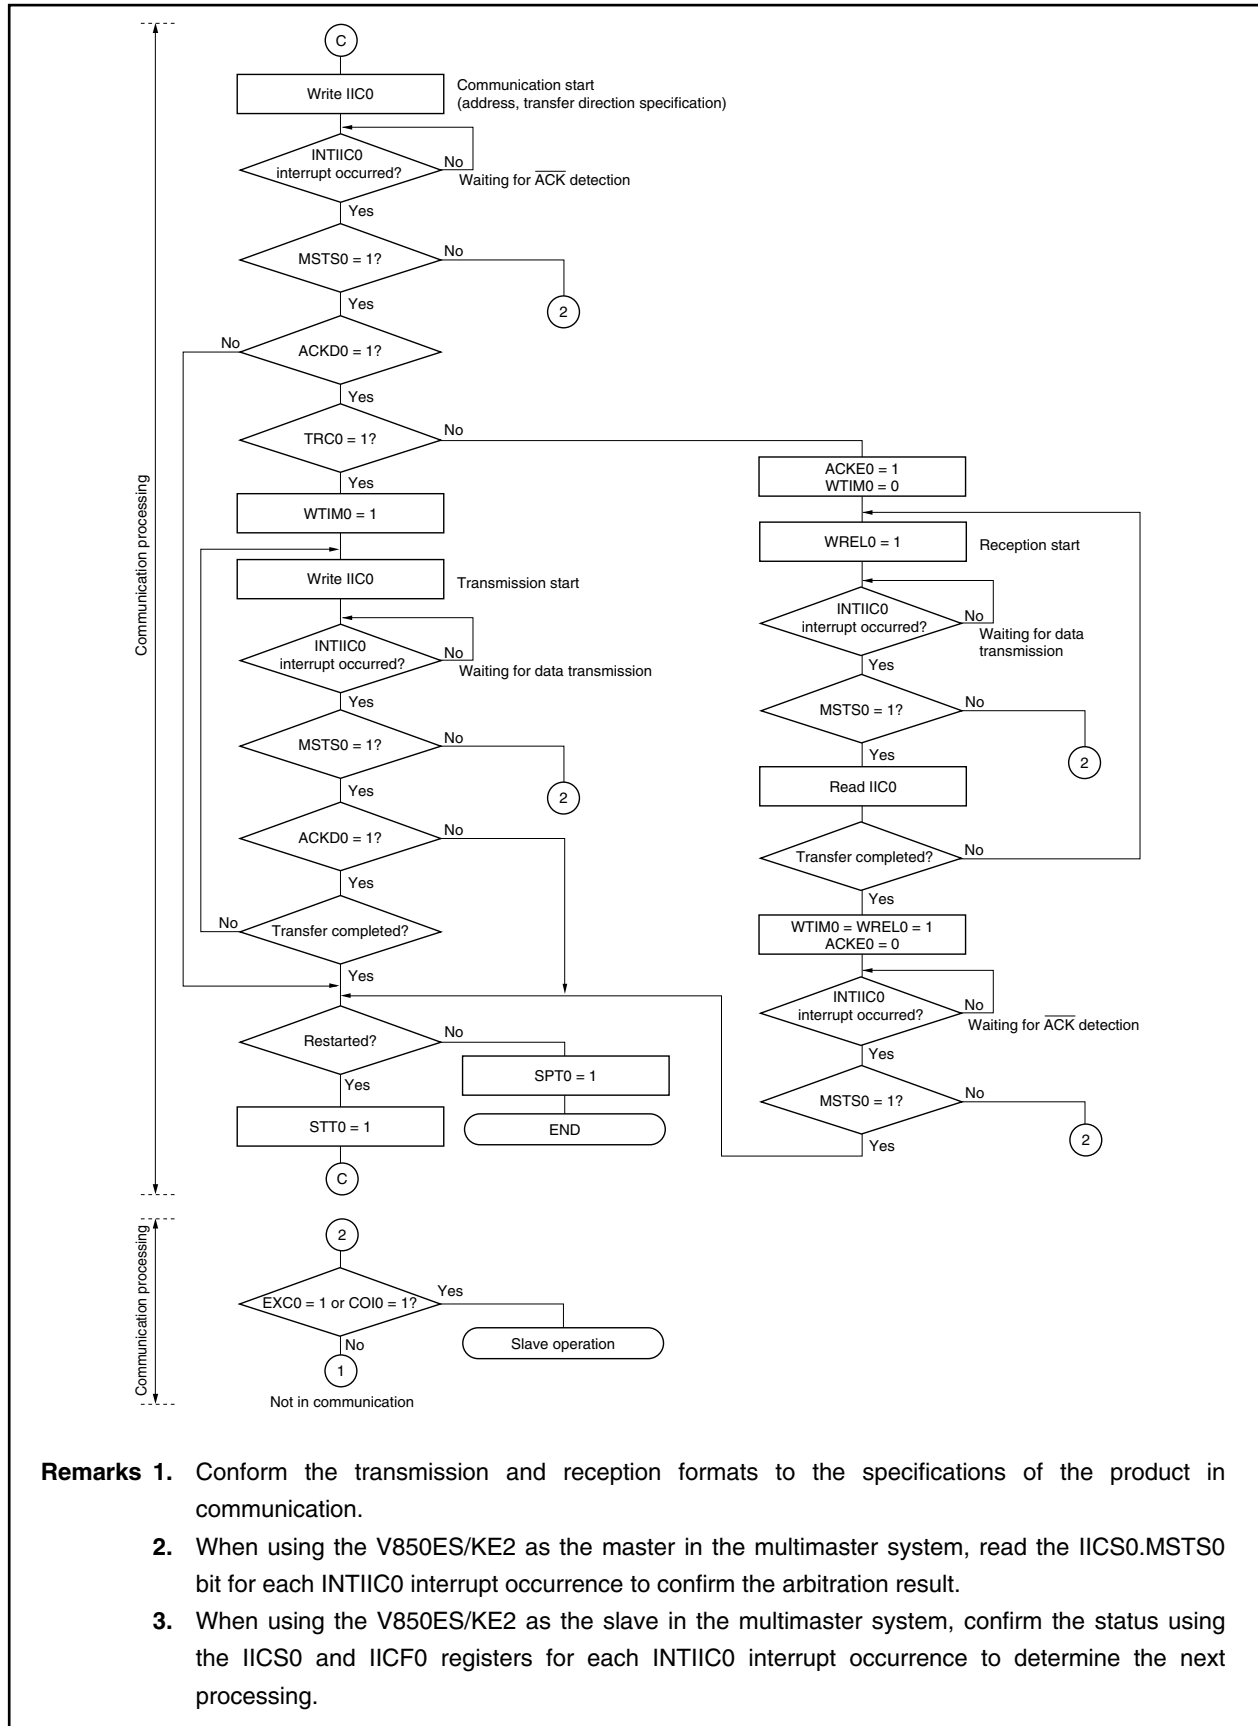 C
Write IIC0
Communication start
(address, transfer direction specification)
INTIIC0
interrupt occurred?
No
Waiting for ACK detection
Yes
MSTS0 = 1?
No
2
Yes
No
ACKD0 = 1?
Yes
TRC0 = 1?
No
Yes
WTIM0 = 1
Write IIC0
Transmission start
INTIIC0
interrupt occurred?
No
Waiting for data transmission
Yes
MSTS0 = 1?
No
2
Yes
ACKD0 = 1?
No
Yes
No
Transfer completed?
Yes
Restarted?
No
SPT0 = 1
END
Yes
STT0 = 1
C
ACKE0 = 1
WTIM0 = 0
WREL0 = 1
Reception start
INTIIC0
interrupt occurred?
No
Waiting for data
transmission
Yes
MSTS0 = 1?
No
2
Yes
Read IIC0
Transfer completed?
No
Yes
WTIM0 = WREL0 = 1
ACKE0 = 0
INTIIC0
interrupt occurred?
No
Waiting for ACK detection
Yes
MSTS0 = 1?
No
2
Yes
Communication processing
2
EXC0 = 1 or COI0 = 1?
Yes
Slave operation
No
1
Not in communication
Communication processing
Remarks 1. Conform the transmission and reception formats to the specifications of the product in
communication.
2. When using the V850ES/KE2 as the master in the multimaster system, read the IICS0.MSTS0
bit for each INTIIC0 interrupt occurrence to confirm the arbitration result.
3. When using the V850ES/KE2 as the slave in the multimaster system, confirm the status using
the IICS0 and IICF0 registers for each INTIIC0 interrupt occurrence to determine the next
processing.